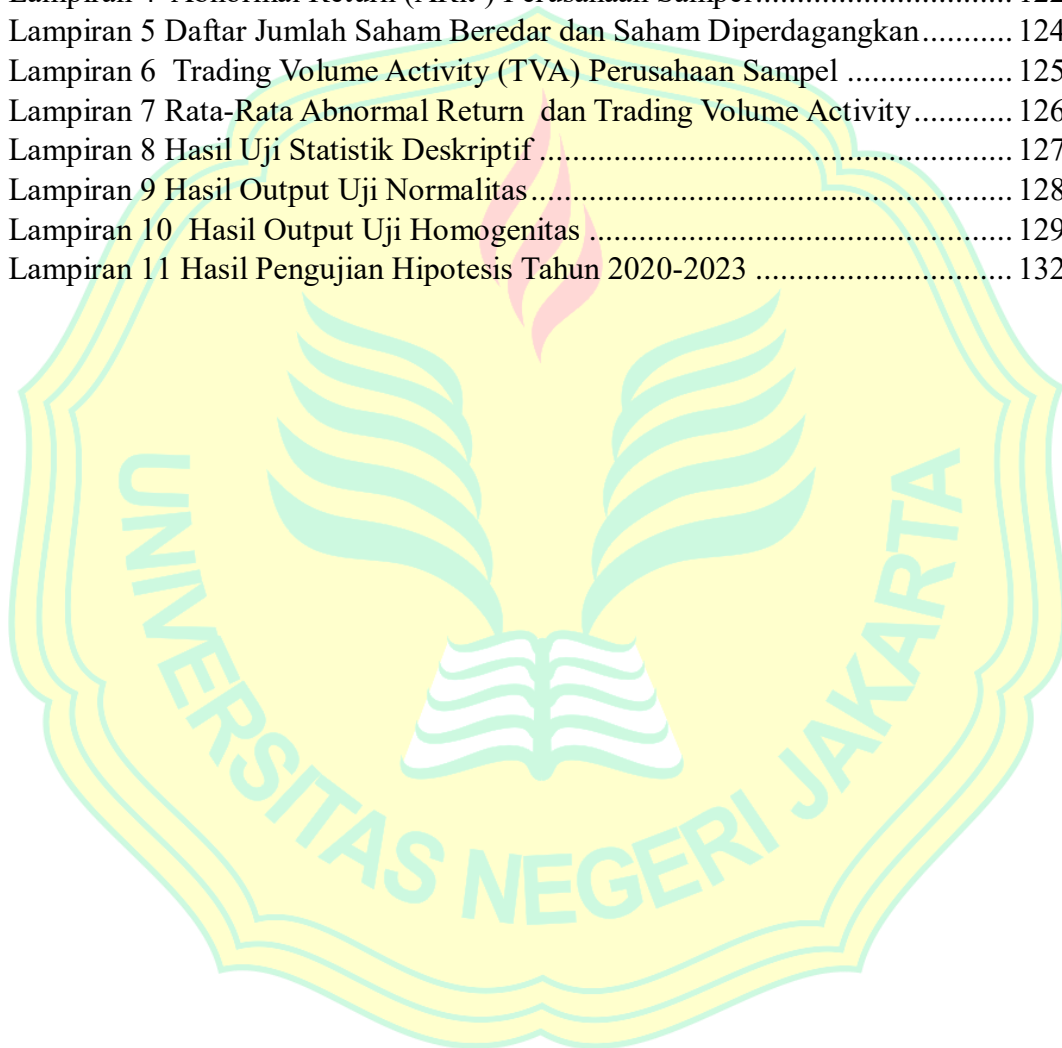 Lampiran 5 Daftar Jumlah Saham Beredar dan Saham Diperdagangkan........... 124
Lampiran 6  Trading Volume Activity (TVA) Perusahaan Sampel .................... 125
Lampiran 7 Rata-Rata Abnormal Return  dan Trading Volume Activity............ 126
Lampiran 8 Hasil Uji Statistik Deskriptif ......................................................... 127
Lampiran 9 Hasil Output Uji Normalitas........................................................... 128
Lampiran 10  Hasil Output Uji Homogenitas ................................................... 129
Lampiran 11 Hasil Pengujian Hipotesis Tahun 2020-2023 ............................... 132
UNIVERSITAS NEGERI JAKARTA